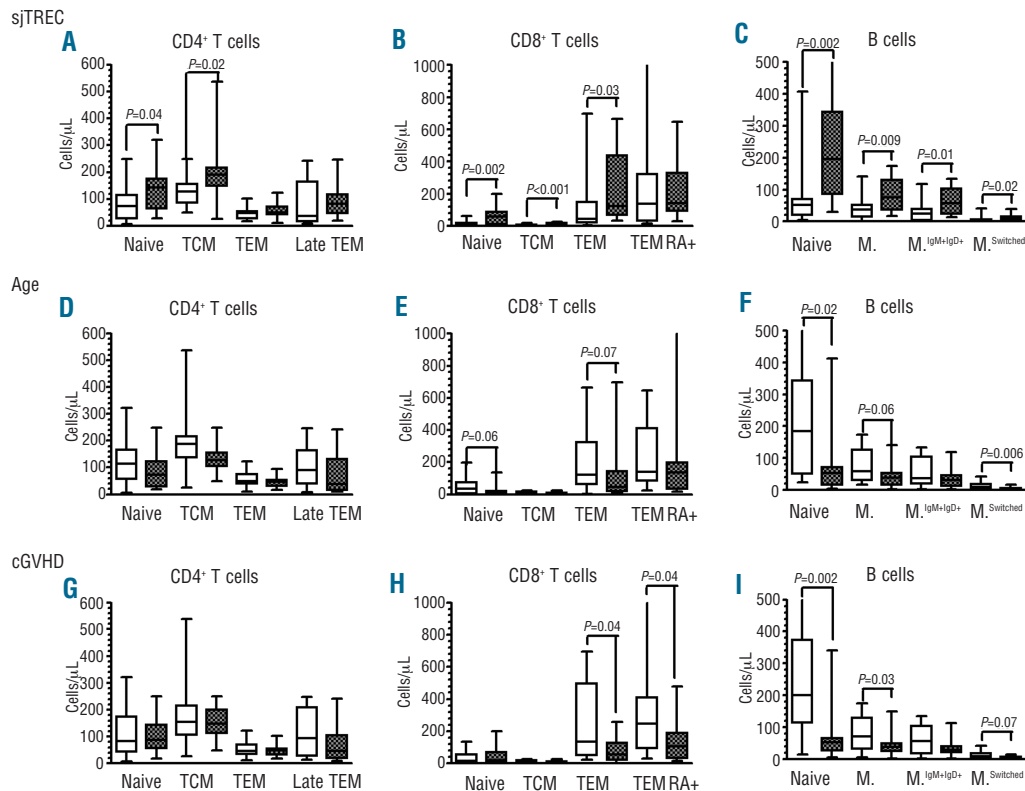 sjTREC
A
CD4⁺ T cells
Cells/μL
600
500
400
300
200
100
0
P=0.04
P=0.02
Naive TCM TEM Late TEM
B
CD8⁺ T cells
Cells/μL
1000
800
600
400
200
0
P=0.002
P<0.001
P=0.03
Naive TCM TEM TEM RA+
C
B cells
Cells/μL
500
400
300
200
100
0
P=0.002
P=0.009
P=0.01
P=0.02
Naive M. M.IgM+IgD+ M.Switched
Age
D
CD4⁺ T cells
Cells/μL
600
500
400
300
200
100
0
Naive TCM TEM Late TEM
E
CD8⁺ T cells
Cells/μL
1000
800
600
400
200
0
P=0.06
P=0.07
Naive TCM TEM TEM RA+
F
B cells
Cells/μL
500
400
300
200
100
0
P=0.02
P=0.06
P=0.006
Naive M. M.IgM+IgD+ M.Switched
cGVHD
G
CD4⁺ T cells
Cells/μL
600
500
400
300
200
100
0
Naive TCM TEM Late TEM
H
CD8⁺ T cells
Cells/μL
1000
800
600
400
200
0
P=0.04
P=0.04
Naive TCM TEM TEM RA+
I
B cells
Cells/μL
500
400
300
200
100
0
P=0.002
P=0.03
P=0.07
Naive M. M.IgM+IgD+ M.Switched